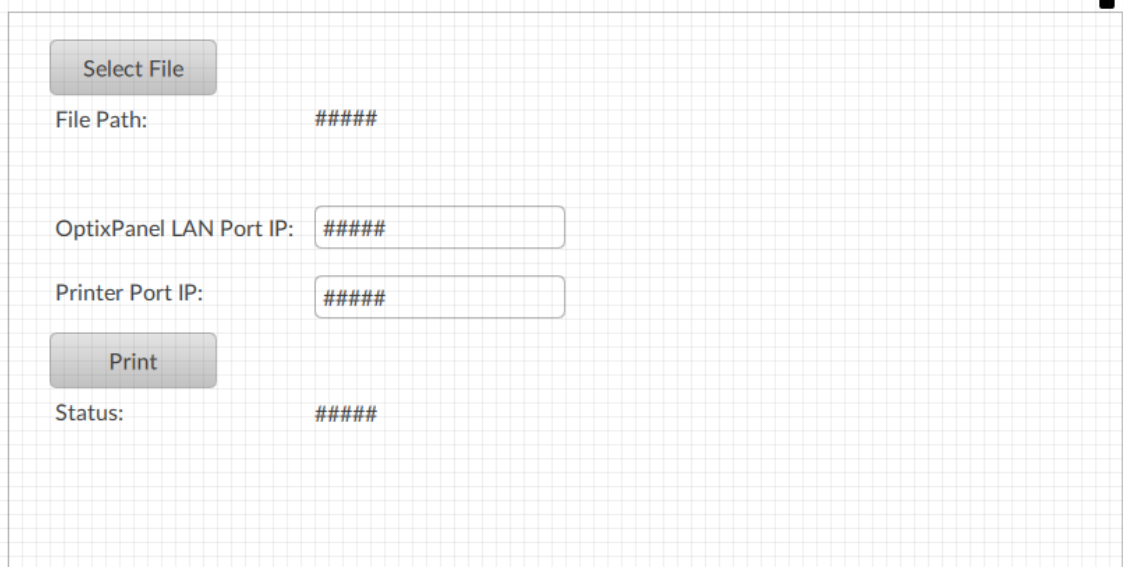 Select File
File Path: #####
OptixPanel LAN Port IP: #####
Printer Port IP: #####
Print
Status: #####